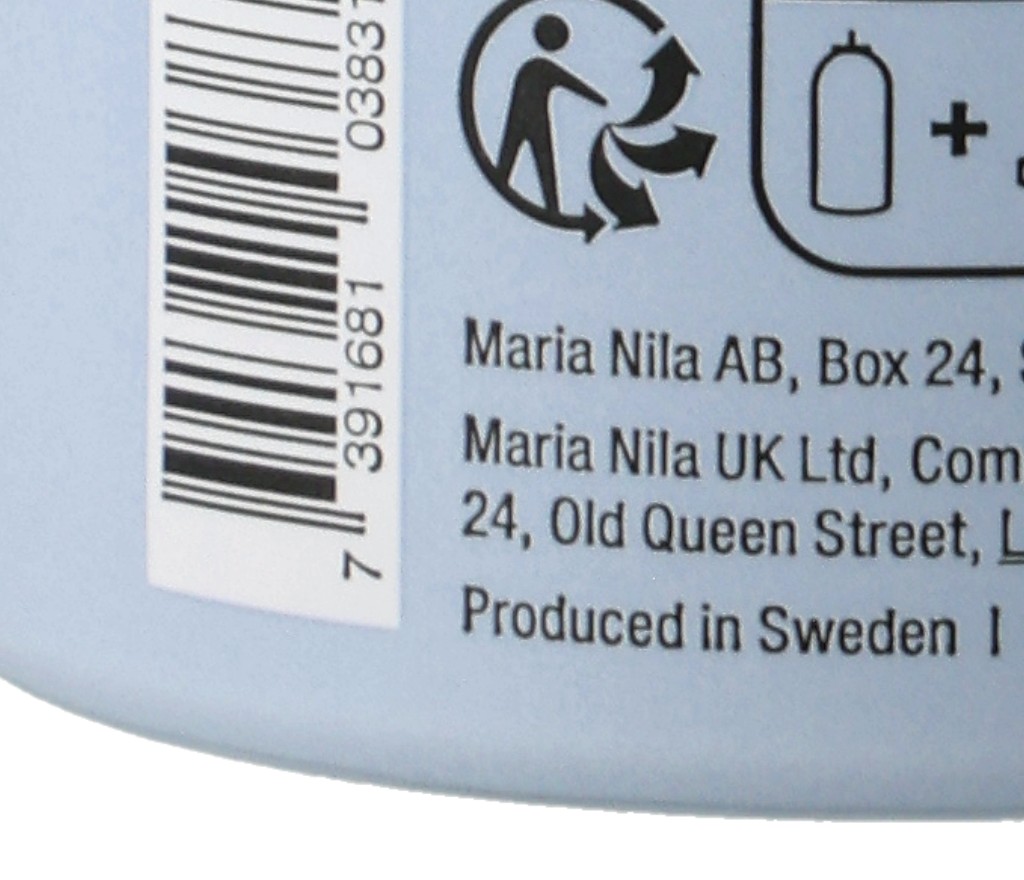 7 391681 0383
Maria Nila AB, Box 24,
Maria Nila UK Ltd, Com
24, Old Queen Street, L
Produced in Sweden |